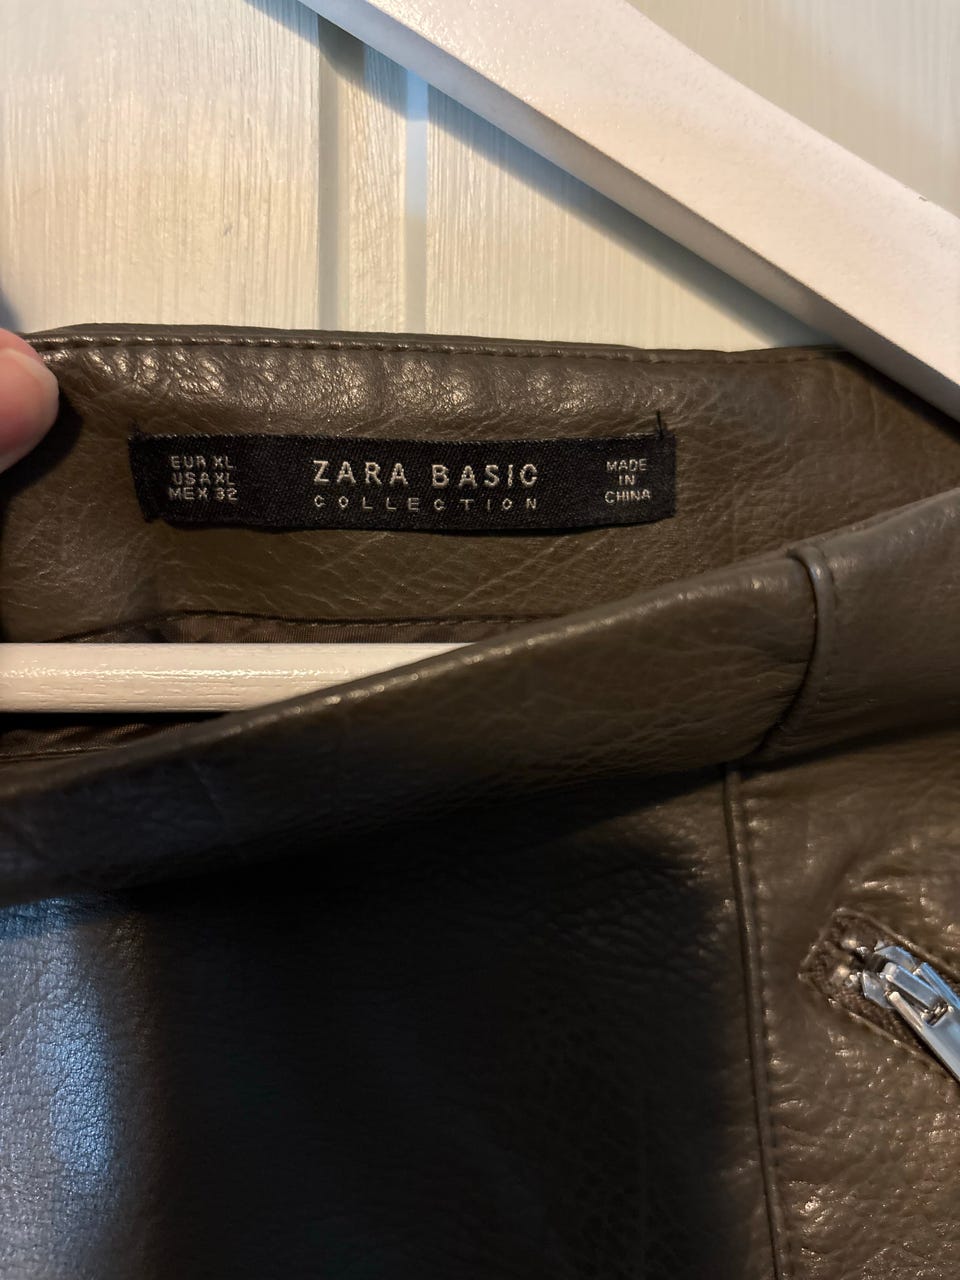 EUR XL
USA XL
MEX 32
ZARA BASIC
COLLECTION
MADE
IN
CHINA